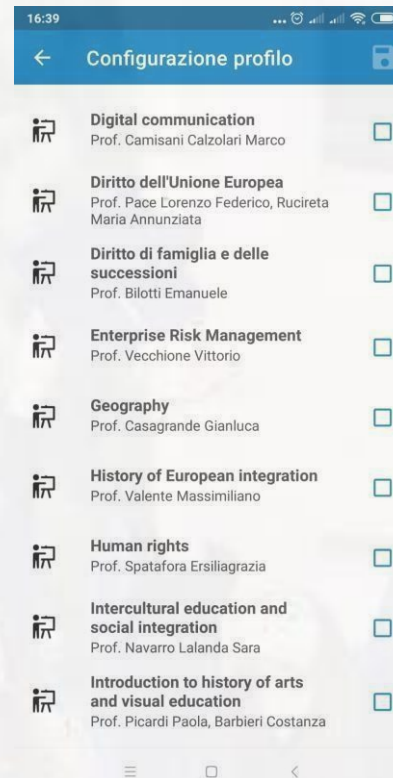 16:39
Configurazione profilo
Digital communication
Prof. Camisani Calzolari Marco
Diritto dell'Unione Europea
Prof. Pace Lorenzo Federico, Rucireta
Maria Annunziata
Diritto di famiglia e delle
successioni
Prof. Bilotti Emanuele
Enterprise Risk Management
Prof. Vecchione Vittorio
Geography
Prof. Casagrande Gianluca
History of European integration
Prof. Valente Massimiliano
Human rights
Prof. Spatafora Ersiliagrazia
Intercultural education and
social integration
Prof. Navarro Lalanda Sara
Introduction to history of arts
and visual education
Prof. Picardi Paola, Barbieri Costanza